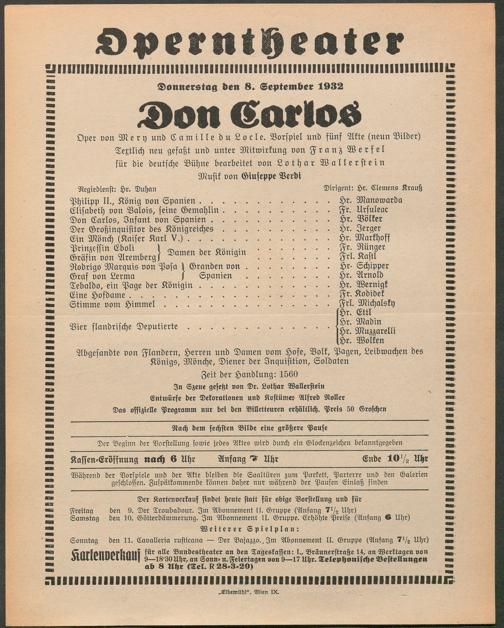 Operntheater
Donnerstag den 8. September 1932
Don Carlos
Oper von Mery und Camille du Locle. Vorspiel und fünf Akte (neun Bilder)
Textlich neu gefaßt und unter Mitwirkung von Franz Werfel
für die deutsche Bühne bearbeitet von Lothar Wallerstein
Musik von Giuseppe Verdi
Regiedienst: Hr. Duhan Dirigent: Hr. Clemens Krauß
Philipp II., König von Spanien . . . Hr. Manowarda
Elisabeth von Valois, seine Gemahlin . . . Fr. Ursuleac
Don Carlos, Infant von Spanien . . . Hr. Völker
Der Großinquisitor des Königreiches . . . Hr. Jerger
Ein Mönch (Kaiser Karl V.) . . . Hr. Markhoff
Prinzessin Eboli } Damen der Königin . . . Fr. Rünger
Gräfin von Aremberg } Frl. Kastl
Rodrigo Marquis von Posa } Granden von . . . Hr. Schipper
Graf von Lerma } Spanien . . . Hr. Arnold
Tebaldo, ein Page der Königin . . . Hr. Wernigk
Eine Hofdame . . . Fr. Kodidek
Stimme vom Himmel . . . Frl. Michalsky
Vier flandrische Deputierte . . . { Hr. Ettl
Hr. Madin
Hr. Muzzarelli
Hr. Wolken
Abgesandte von Flandern, Herren und Damen vom Hofe, Volk, Pagen, Leibwachen des
Königs, Mönche, Diener der Inquisition, Soldaten
Zeit der Handlung: 1560
In Szene gesetzt von Dr. Lothar Wallerstein
Entwürfe der Dekorationen und Kostüme: Alfred Roller
Das offizielle Programm nur bei den Billetteuren erhältlich. Preis 50 Groschen
Nach dem sechsten Bilde eine größere Pause
Der Beginn der Vorstellung sowie jedes Aktes wird durch ein Glockenzeichen bekanntgegeben
Kassen-Eröffnung nach 6 Uhr Anfang 7 Uhr Ende 10½ Uhr
Während der Vorspiele und der Akte bleiben die Saaltüren zum Parkett, Parterre und den Galerien
geschlossen. Zuspätkommende können daher nur während der Pausen Einlaß finden
Der Kartenverkauf findet heute statt für obige Vorstellung und für
Freitag den 9. Der Troubadour. Im Abonnement II. Gruppe (Anfang 7½ Uhr)
Samstag den 10. Götterdämmerung. Im Abonnement II. Gruppe. Erhöhte Preise (Anfang 6 Uhr)
Weiterer Spielplan:
Sonntag den 11. Cavalleria rusticana — Der Bajazzo. Im Abonnement II. Gruppe (Anfang 7½ Uhr)
Kartenverkauf für alle Bundestheater an den Tageskassen: I., Bräunerstraße 14, an Werktagen von
9—18'30 Uhr, an Sonn- u. Feiertagen von 9—17 Uhr. Telephonische Bestellungen
ab 8 Uhr (Tel. R 28-3-20)
„Elbemühl“, Wien IX.